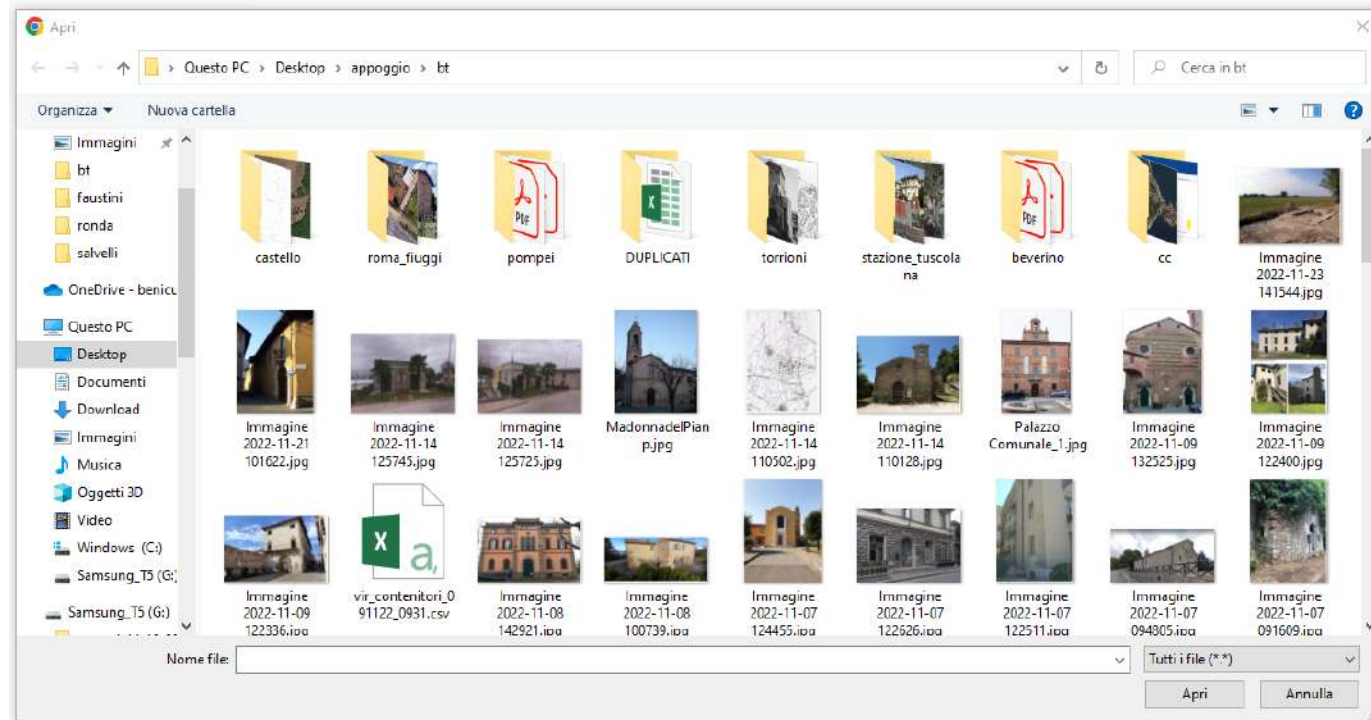 Apri
Questo PC > Desktop > appoggio > bt
Cerca in bt
Organizza
Nuova cartella
Immagini
bt
faustini
ronda
salvelli
OneDrive - benicu
Questo PC
Desktop
Documenti
Download
Immagini
Musica
Oggetti 3D
Video
Windows (C:)
Samsung_T5 (G:)
Samsung_T5 (G:)
castello
roma_fiuggi
PDF
pompei
X
DUPLICATI
torrioni
stazione_tuscola
na
PDF
beverino
cc
Immagine
2022-11-23
141544.jpg
Immagine
2022-11-21
101622.jpg
Immagine
2022-11-14
125745.jpg
Immagine
2022-11-14
125725.jpg
MadonnadelPian
p.jpg
Immagine
2022-11-14
110502.jpg
Immagine
2022-11-14
110128.jpg
Palazzo
Comunale_1.jpg
Immagine
2022-11-09
132525.jpg
Immagine
2022-11-09
122400.jpg
Immagine
2022-11-09
122336.jpg
X a,
vir_contenitori_0
91122_0931.csv
Immagine
2022-11-08
142921.jpg
Immagine
2022-11-08
100739.jpg
Immagine
2022-11-07
124455.jpg
Immagine
2022-11-07
122626.jpg
Immagine
2022-11-07
122511.jpg
Immagine
2022-11-07
094805.jpg
Immagine
2022-11-07
091609.jpg
Nome file:
Tutti i file (*.*)
Apri
Annulla